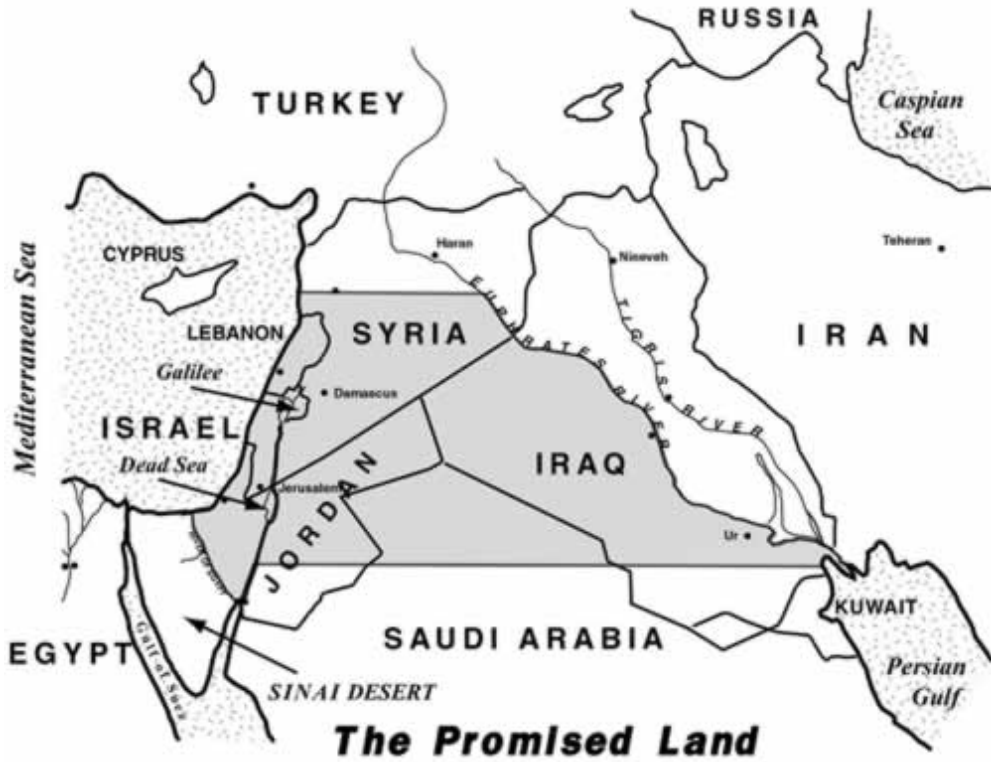 RUSSIA
TURKEY
Caspian
Sea
Haran
Nineveh
Teheran
CYPRUS
Mediterranean Sea
EUPHRATES RIVER
TIGRIS RIVER
LEBANON
SYRIA
IRAN
Galilee
Damascus
ISRAEL
Dead Sea
IRAQ
Jerusalem
JORDAN
Ur
KUWAIT
EGYPT
Gulf of Suez
SAUDI ARABIA
SINAI DESERT
Persian
Gulf
The Promised Land